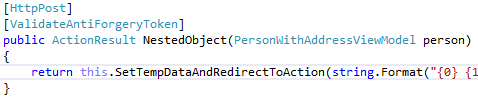 [HttpPost]
[ValidateAntiForgeryToken]
public ActionResult NestedObject(PersonWithAddressViewModel person)
{
return this.SetTempDataAndRedirectToAction(string.Format("{0} {1
}